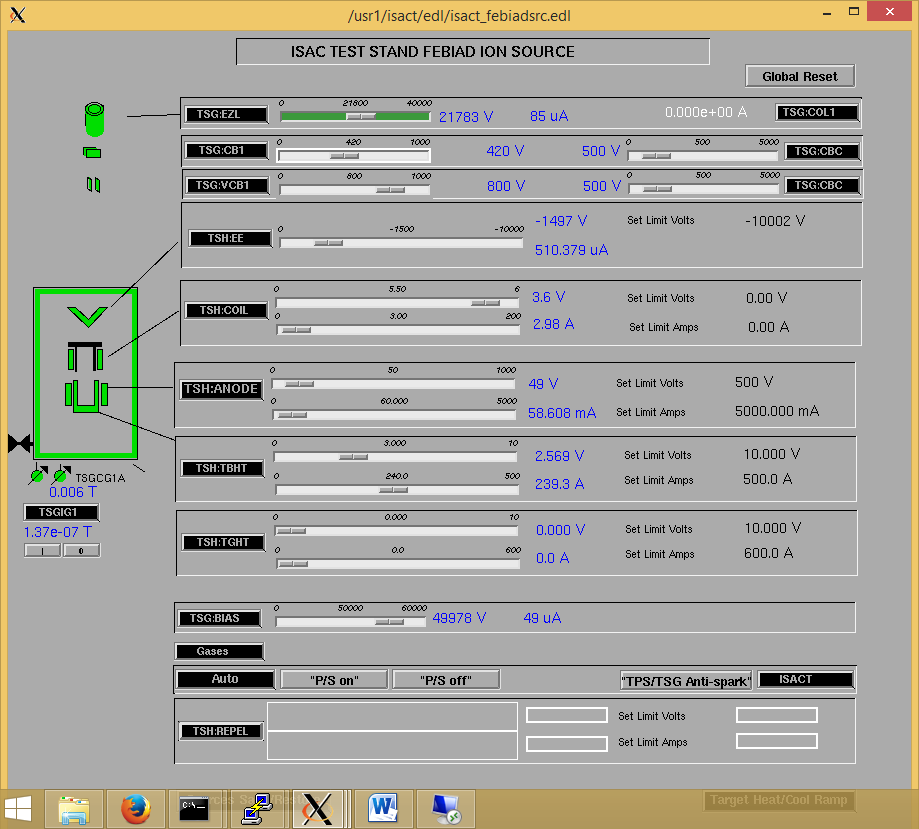 /usr1/isact/edl/isact_febiadsrc.edl
ISAC TEST STAND FEBIAD ION SOURCE
Global Reset
0 21800 40000
TSG:EZL 21783 V 85 uA 0.000e+00 A TSG:COL1
0 420 1000 0 500 5000
TSG:CB1 420 V 500 V TSG:CBC
0 800 1000 0 500 5000
TSG:VCB1 800 V 500 V TSG:CBC
-1497 V Set Limit Volts -10002 V
0 -1500 -10000
TSH:EE
510.379 uA
0 5.50 6
3.6 V Set Limit Volts 0.00 V
TSH:COIL
0 3.00 200
2.98 A Set Limit Amps 0.00 A
0 50 1000
49 V Set Limit Volts 500 V
TSH:ANODE
0 60.000 5000
58.608 mA Set Limit Amps 5000.000 mA
0 3.000 10
2.569 V Set Limit Volts 10.000 V
TSH:TBHT
0 240.0 500
239.3 A Set Limit Amps 500.0 A
TSGCG1A
0.006 T
TSGIG1
1.37e-07 T
I 0
0 0.000 10
0.000 V Set Limit Volts 10.000 V
TSH:TGHT
0 0.0 600
0.0 A Set Limit Amps 600.0 A
0 50000 60000
TSG:BIAS 49978 V 49 uA
Gases
Auto "P/S on" "P/S off" "TPS/TSG Anti-spark" ISACT
Set Limit Volts
TSH:REPEL
Set Limit Amps
Target Heat/Cool Ramp